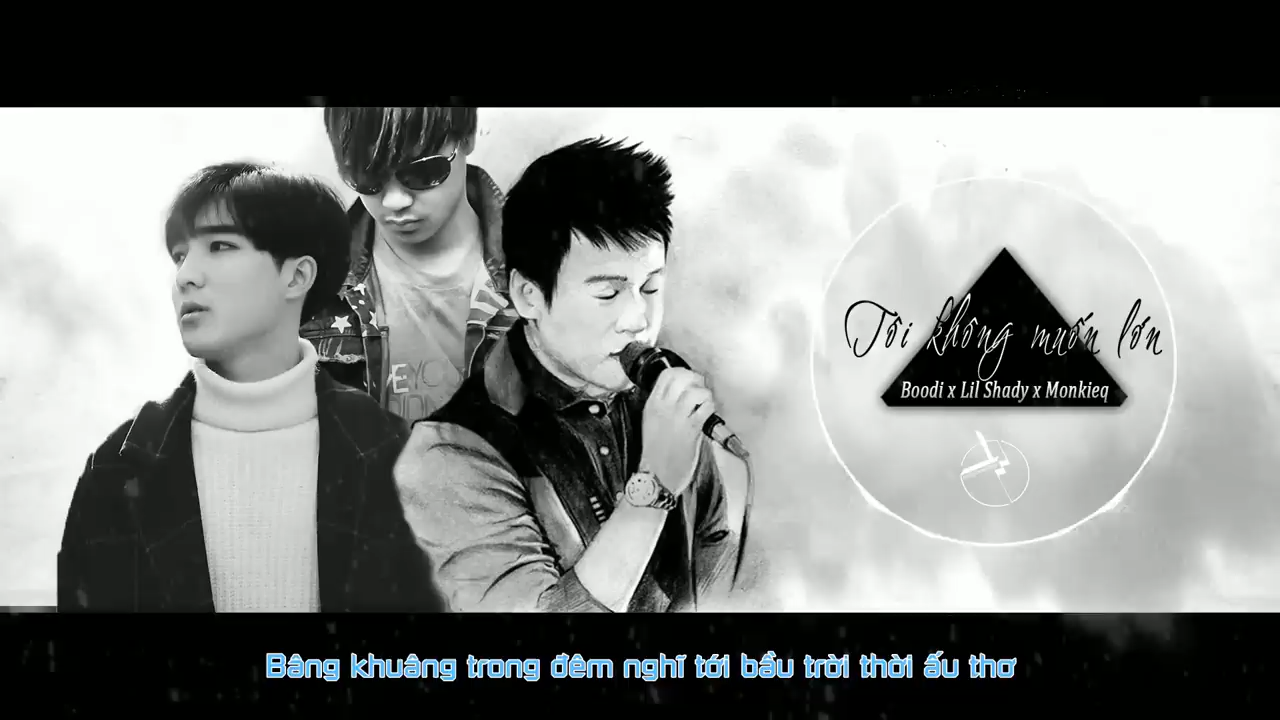 Tôi không muốn lớn
Boodi x Lil Shady x Monkieq
Bâng khuâng trong đêm nghĩ tới bầu trời thời ấu thơ